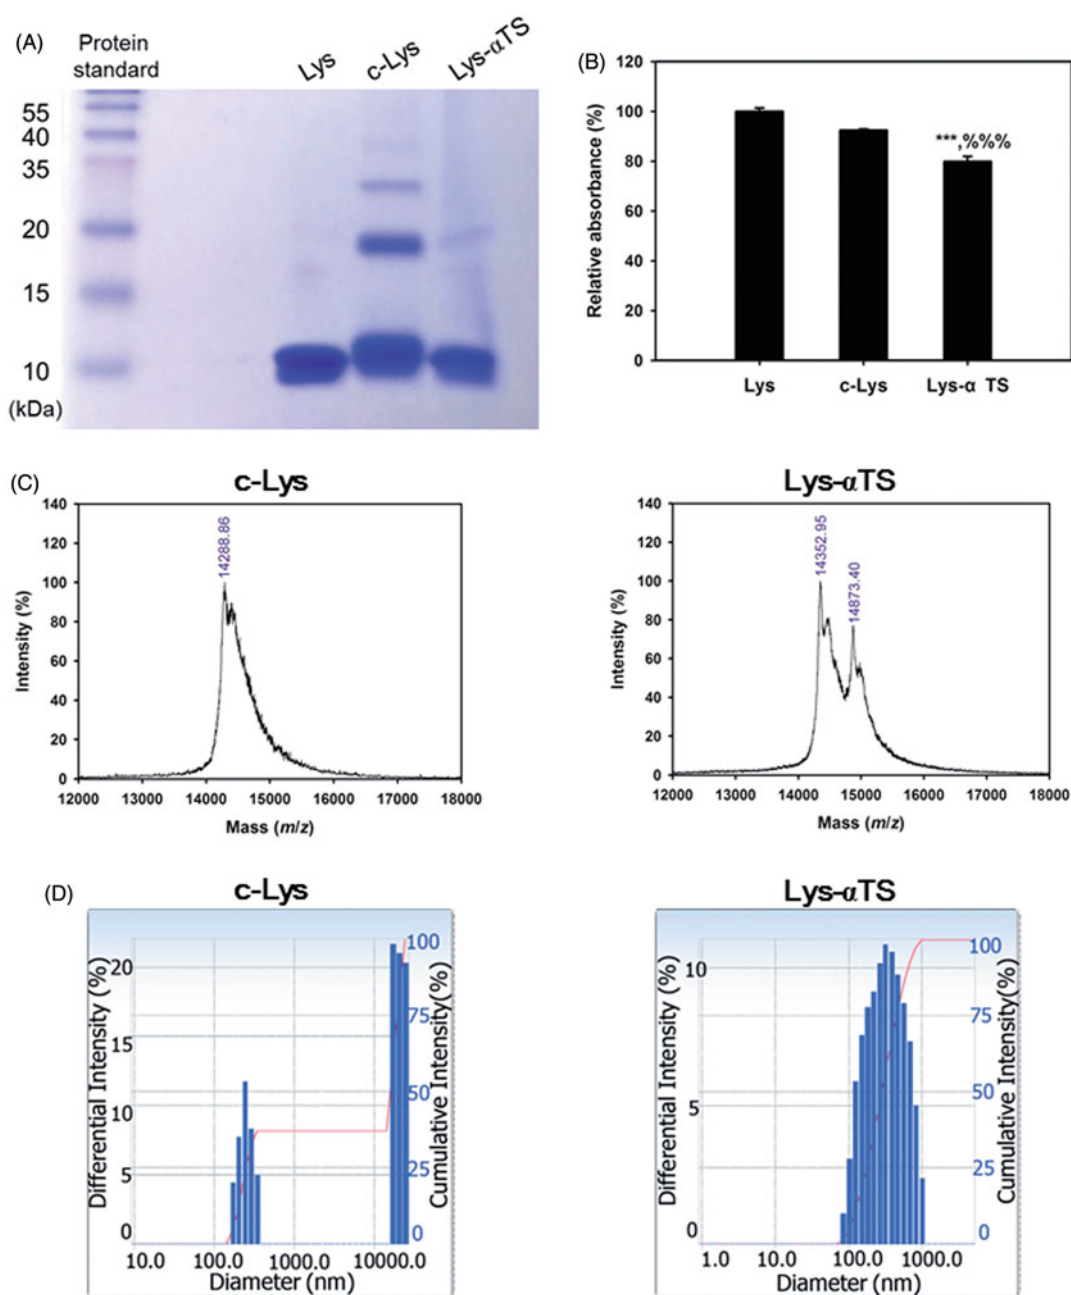 (A)
Protein
standard
Lys
c-Lys
Lys-αTS
55
40
35
20
15
10
(kDa)
(B)
Relative absorbance (%)
120
100
80
60
40
20
0
***,%%%
Lys
c-Lys
Lys-α TS
(C)
c-Lys
Intensity (%)
140
120
100
80
60
40
20
0
14288.86
12000 13000 14000 15000 16000 17000 18000
Mass (m/z)
Lys-αTS
Intensity (%)
140
120
100
80
60
40
20
0
14352.95
14873.40
12000 13000 14000 15000 16000 17000 18000
Mass (m/z)
(D)
c-Lys
Differential Intensity (%)
20
15
10
5
0
100
75
50
25
0
Cumulative Intensity(%)
10.0 100.0 1000.0 10000.0
Diameter (nm)
Lys-αTS
Differential Intensity (%)
10
5
0
100
75
50
25
0
Cumulative Intensity(%)
1.0 10.0 100.0 1000.0
Diameter (nm)